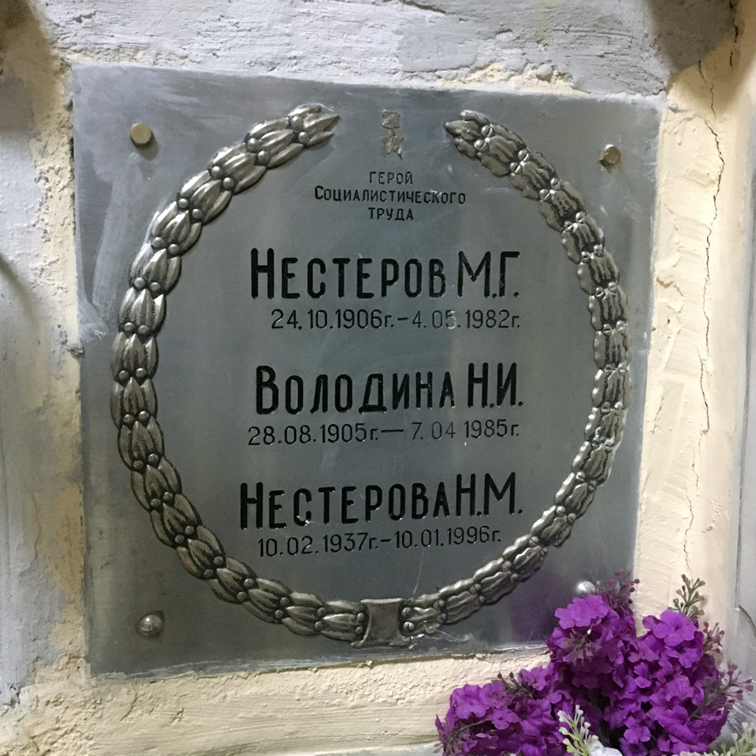 ГЕРОЙ
СОЦИАЛИСТИЧЕСКОГО
ТРУДА
НЕСТЕРОВ М.Г.
24.10.1906г.-4.05.1982г.
ВОЛОДИНА Н.И.
28.08.1905г.— 7.04 1985г.
НЕСТЕРОВА Н.М.
10.02.1937г.-10.01.1996г.